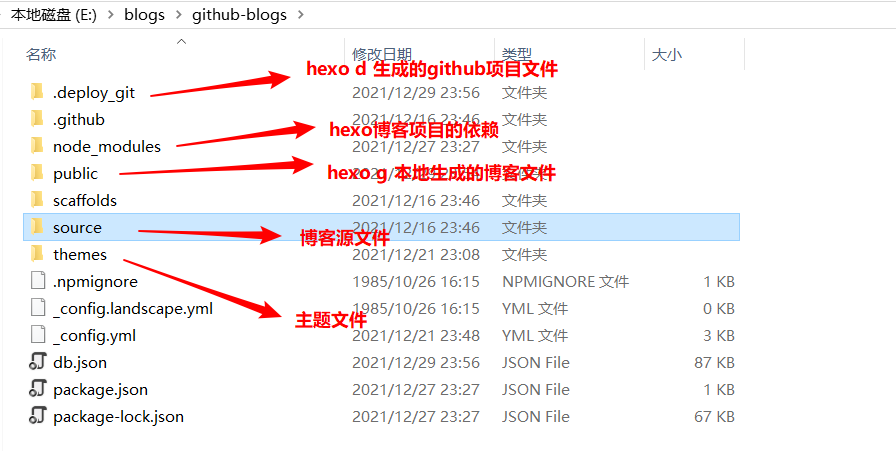 本地磁盘 (E:) > blogs > github-blogs >
名称 修改日期 类型 大小
hexo d 生成的github项目文件
.deploy_git 2021/12/29 23:56 文件夹
.github 2021/12/16 23:46 文件夹
hexo博客项目的依赖
node_modules 2021/12/27 23:27 文件夹
hexo g 本地生成的博客文件
public 文件夹
scaffolds 2021/12/16 23:46 文件夹
source 2021/12/16 23:46 文件夹
博客源文件
themes 2021/12/21 23:08 文件夹
.npmignore 1985/10/26 16:15 NPMIGNORE 文件 1 KB
_config.landscape.yml 1985/10/26 16:15 YML 文件 0 KB
主题文件
_config.yml 2021/12/21 23:48 YML 文件 3 KB
db.json 2021/12/29 23:56 JSON File 87 KB
package.json 2021/12/27 23:27 JSON File 1 KB
package-lock.json 2021/12/27 23:27 JSON File 67 KB